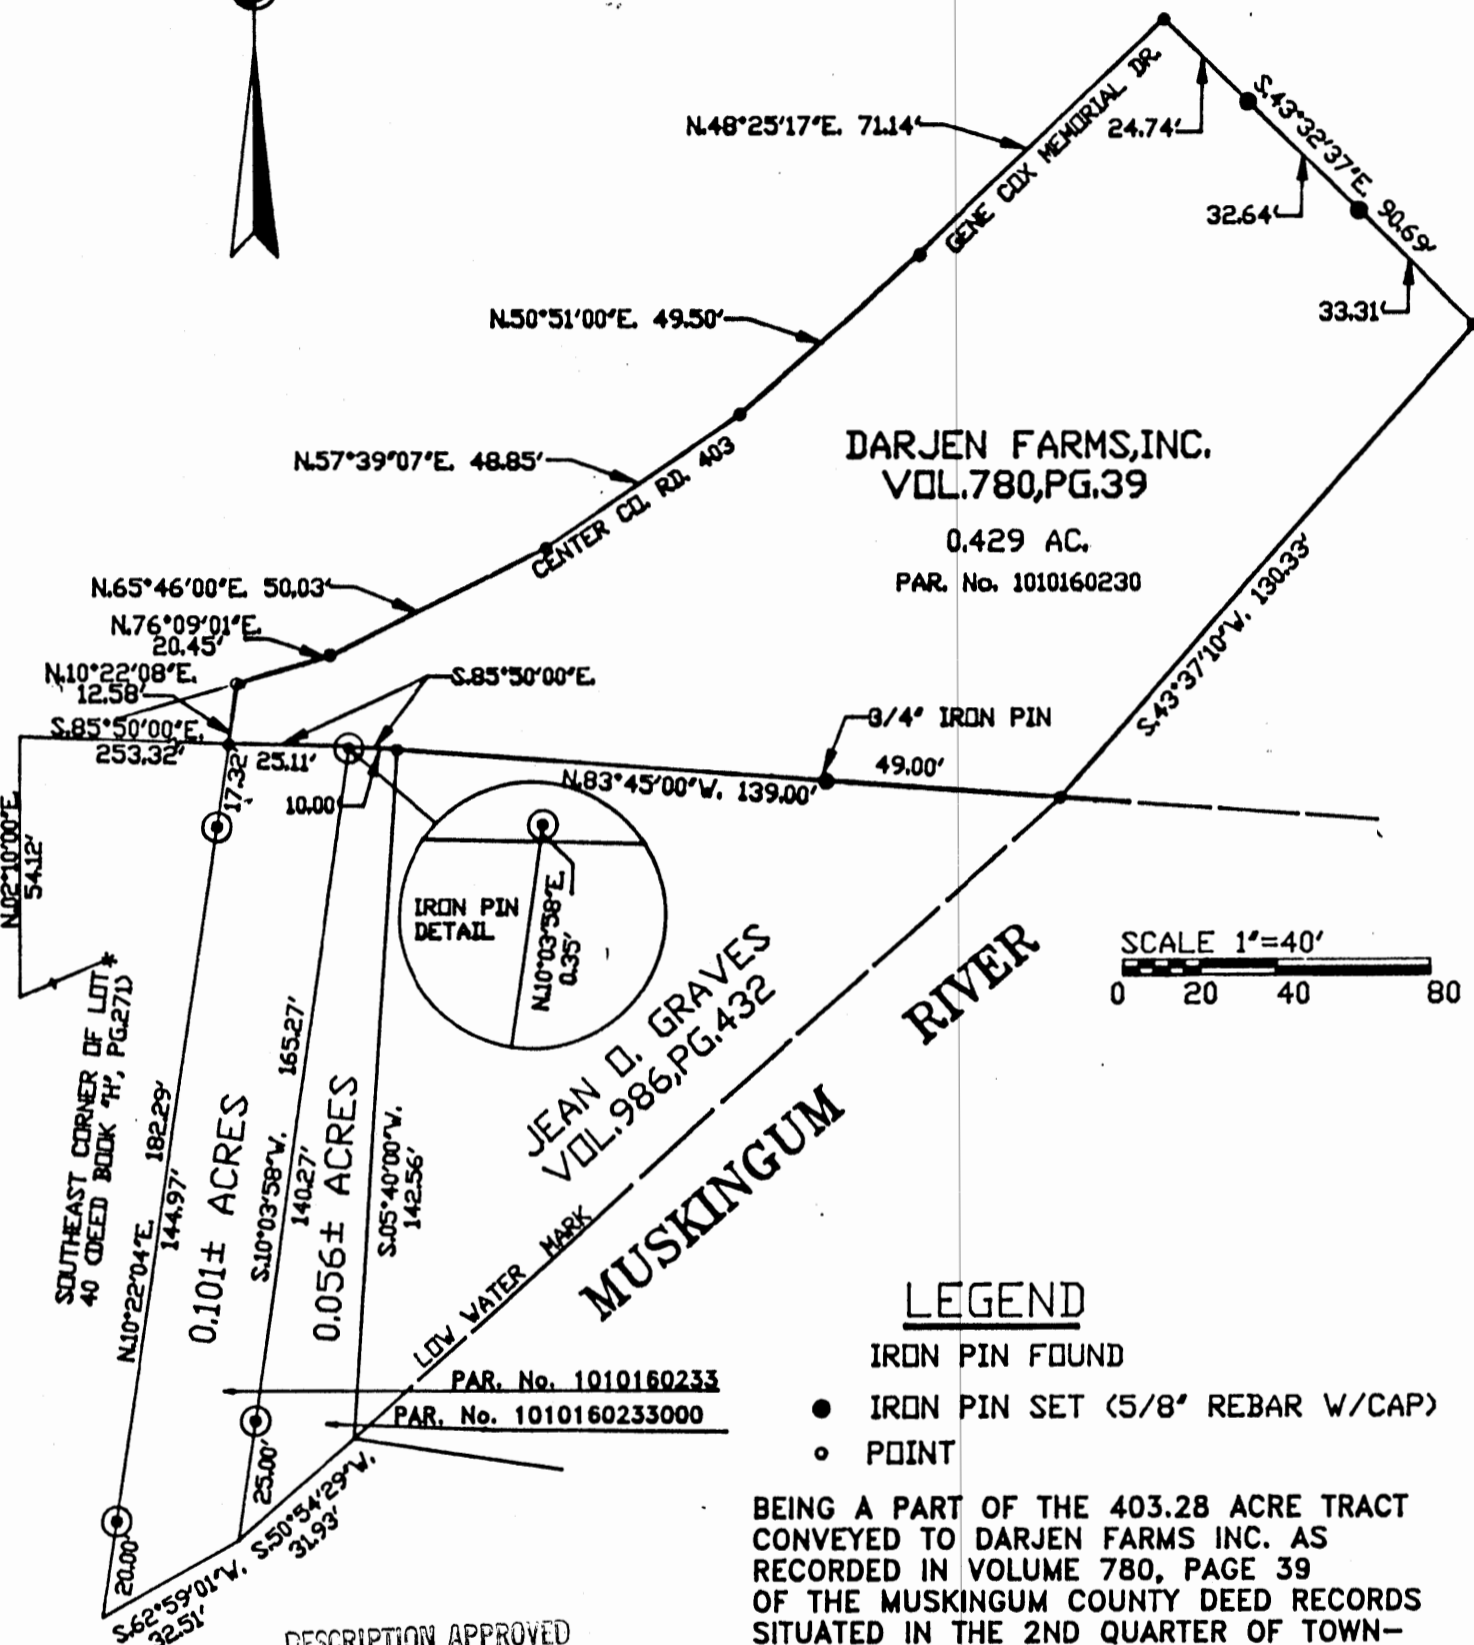 N.48°25'17"E. 71.14'
GENE COX MEMORIAL DR.
24.74'
S.43°32'37"E. 90.69'
32.64'
33.31'
N.50°51'00"E. 49.50'
N.57°39'07"E. 48.85'
CENTER CO. RD. 403
DARJEN FARMS,INC.
VOL.780,PG.39
0.429 AC.
PAR. No. 1010160230
N.65°46'00"E. 50.03'
N.76°09'01"E.
20.45'
N.10°22'08"E.
12.58'
S.85°50'00"E.
S.85°50'00"E.
253.32'
25.11'
17.32'
10.00'
3/4" IRON PIN
49.00'
N.83°45'00"W. 139.00'
S.43°37'10"W. 130.33'
N.02°10'00"E.
54.12'
IRON PIN
DETAIL
N.10°03'58"E.
0.35'
SCALE 1"=40'
0 20 40 80
JEAN D. GRAVES
VOL.986,PG.432
MUSKINGUM RIVER
SOUTHEAST CORNER OF LOT *
40 (DEED BOOK "H", PG.271)
182.29'
N.10°22'04"E.
144.97'
0.101± ACRES
165.27'
S.10°03'58"W.
140.27'
0.056± ACRES
S.05°40'00"W.
142.56'
LOW WATER MARK
PAR. No. 1010160233
PAR. No. 1010160233000
25.00'
20.00'
S.50°54'29"W.
31.93'
S.62°59'01"W.
32.51'
LEGEND
IRON PIN FOUND
IRON PIN SET (5/8" REBAR W/CAP)
POINT
BEING A PART OF THE 403.28 ACRE TRACT
CONVEYED TO DARJEN FARMS INC. AS
RECORDED IN VOLUME 780, PAGE 39
OF THE MUSKINGUM COUNTY DEED RECORDS
SITUATED IN THE 2ND QUARTER OF TOWN-
DESCRIPTION APPROVED